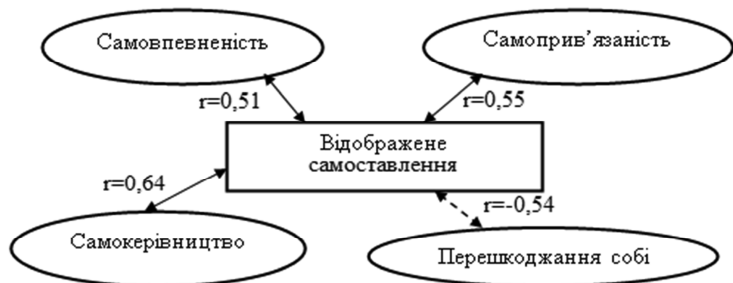 Самовпевненість
Самоприв’язаність
r=0,51
r=0,55
Відображене
самоставлення
r=0,64
r=-0,54
Самокерівництво
Перешкоджання собі